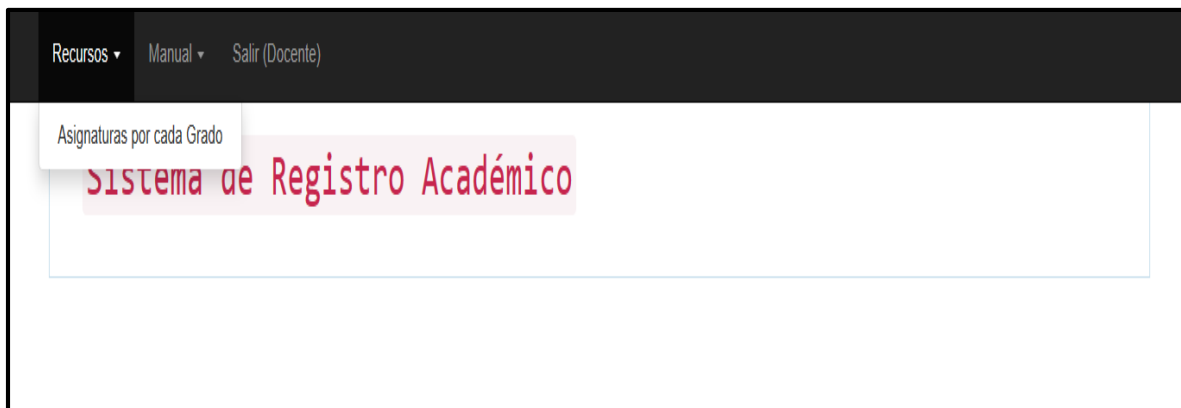 Recursos Manual Salir (Docente)
Asignaturas por cada Grado
Sistema de Registro Académico